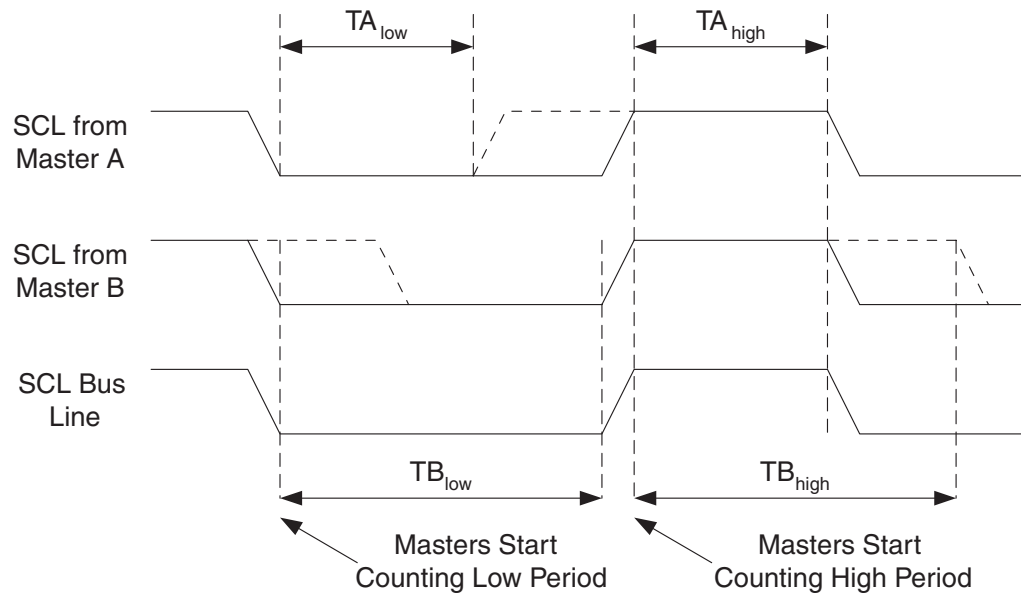 TA low
TA high
SCL from
Master A
SCL from
Master B
SCL Bus
Line
TB low
TB high
Masters Start
Counting Low Period
Masters Start
Counting High Period